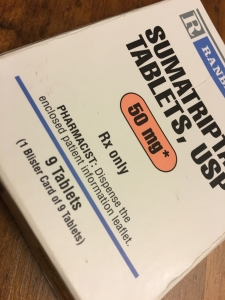 R RANB
SUMATRIPTA
TABLETS, USP
50 mg*
Rx only
PHARMACIST: Dispense the
enclosed patient information leaflet.
9 Tablets
(1 Blister Card of 9 Tablets)